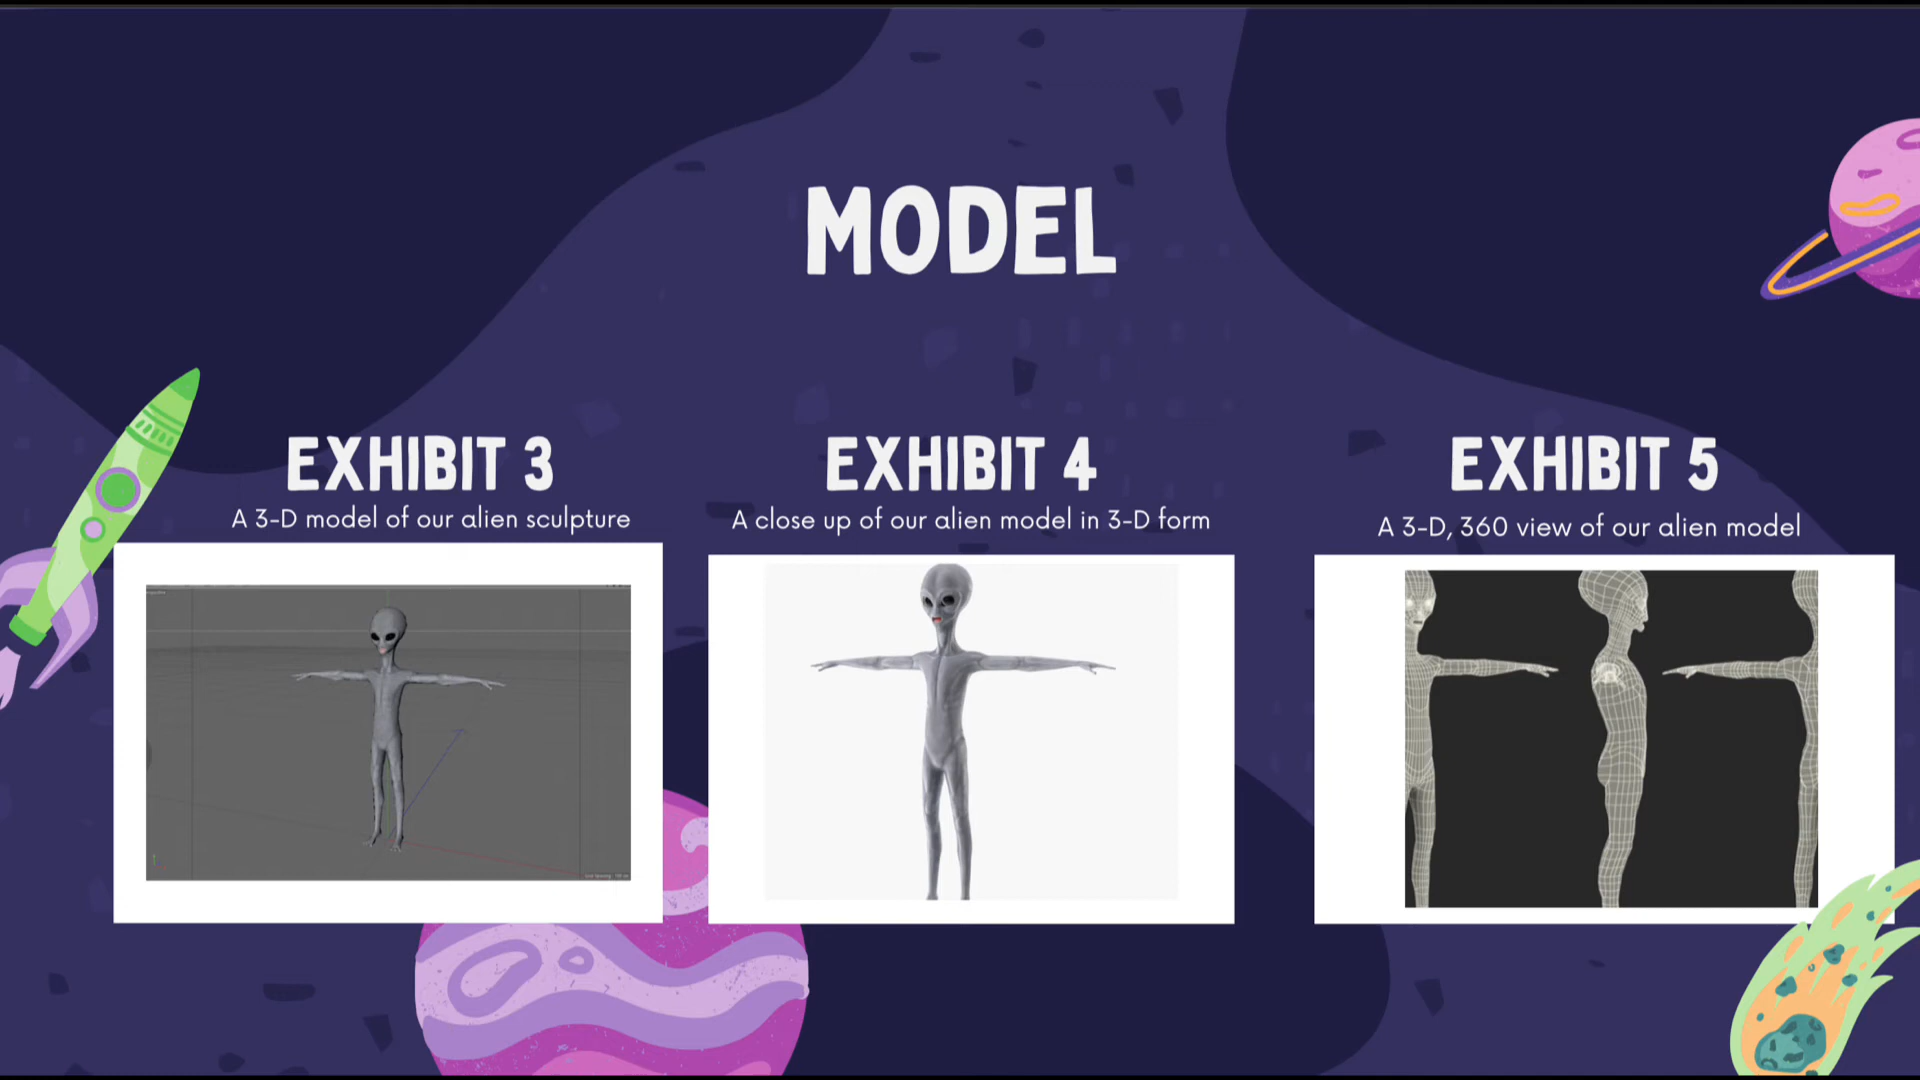 MODEL
EXHIBIT 3
A 3-D model of our alien sculpture
EXHIBIT 4
A close up of our alien model in 3-D form
EXHIBIT 5
A 3-D, 360 view of our alien model